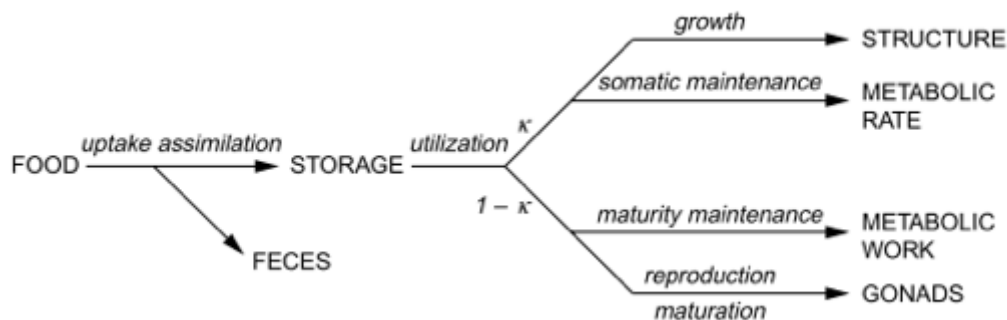 growth
STRUCTURE
somatic maintenance
METABOLIC
RATE
κ
uptake assimilation
utilization
FOOD
STORAGE
1 – κ
FECES
maturity maintenance
METABOLIC
WORK
reproduction
GONADS
maturation